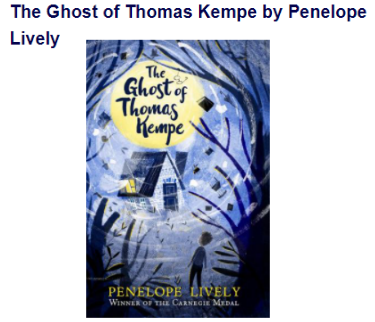 The Ghost of Thomas Kempe by Penelope
Lively
The
Ghost of
Thomas
Kempe
PENELOPE LIVELY
WINNER OF THE CARNEGIE MEDAL